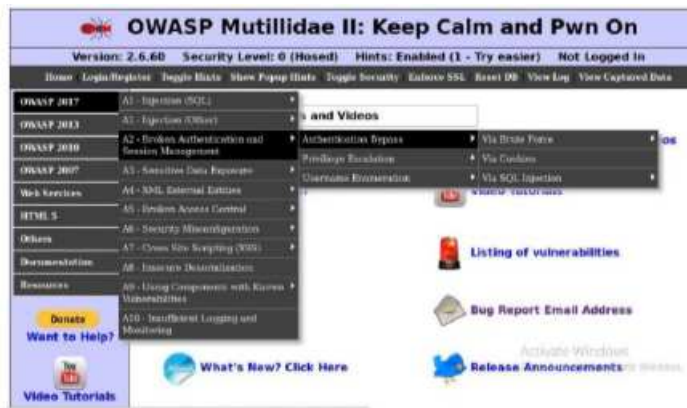 OWASP Mutillidae II: Keep Calm and Pwn On
Version: 2.6.60 Security Level: 0 (Hosed) Hints: Enabled (1 - Try easier) Not Logged In
Home Login/Register Toggle Hints Show Popup Hints Toggle Security Enforce SSL Reset DB View Log View Captured Data
OWASP 2017
OWASP 2013
OWASP 2010
OWASP 2007
Web Services
HTML 5
Others
Documentation
Resources
A1 - Injection (SQL)
A1 - Injection (Other)
A2 - Broken Authentication and
Session Management
A3 - Sensitive Data Exposure
A4 - XML External Entities
A5 - Broken Access Control
A6 - Security Misconfiguration
A7 - Cross Site Scripting (XSS)
A8 - Insecure Deserialization
A9 - Using Components with Known
Vulnerabilities
A10 - Insufficient Logging and
Monitoring
s and Videos
Authentication Bypass
Privilege Escalation
Username Enumeration
Via Brute Force
Via Cookies
Via SQL Injection
os
Video Tutorials
Listing of vulnerabilities
Bug Report Email Address
What's New? Click Here
Release Announcements
Activate Windows
Donate
Want to Help?
You
Tube
Video Tutorials